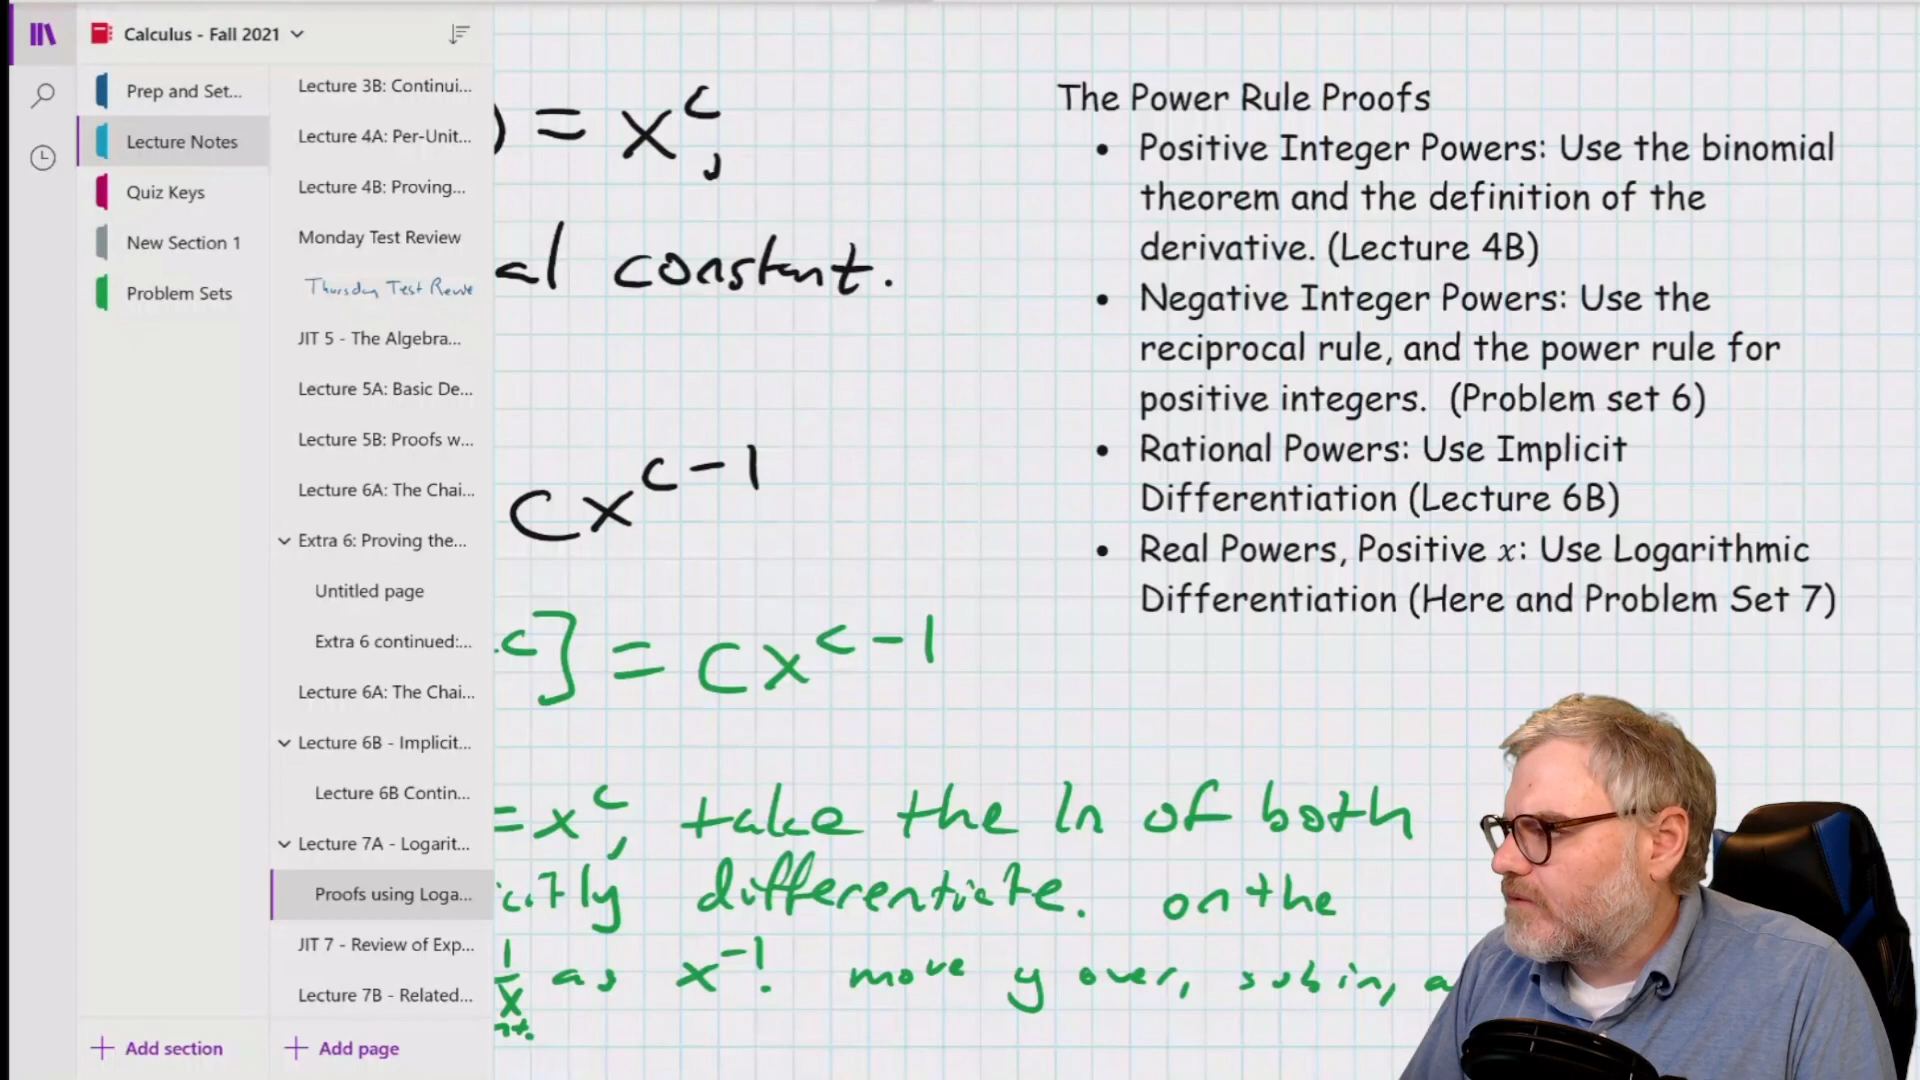 Calculus - Fall 2021
Prep and Set...
Lecture Notes
Quiz Keys
New Section 1
Problem Sets
Add section
Lecture 3B: Continui...
Lecture 4A: Per-Unit...
Lecture 4B: Proving...
Monday Test Review
Thursday Test Revie
JIT 5 - The Algebra...
Lecture 5A: Basic De...
Lecture 5B: Proofs w...
Lecture 6A: The Chai...
Extra 6: Proving the...
Untitled page
Extra 6 continued:...
Lecture 6A: The Chai...
Lecture 6B - Implicit...
Lecture 6B Contin...
Lecture 7A - Logarit...
Proofs using Loga...
JIT 7 - Review of Exp...
Lecture 7B - Related...
Add page
) = x^c,
al constant.
cx^{c-1}
c] = cx^{c-1}
= x^c, take the ln of both
citly differentiate. on the
1/x as x^{-1}. move y over, sub in, a
The Power Rule Proofs
• Positive Integer Powers: Use the binomial
theorem and the definition of the
derivative. (Lecture 4B)
• Negative Integer Powers: Use the
reciprocal rule, and the power rule for
positive integers. (Problem set 6)
• Rational Powers: Use Implicit
Differentiation (Lecture 6B)
• Real Powers, Positive x: Use Logarithmic
Differentiation (Here and Problem Set 7)